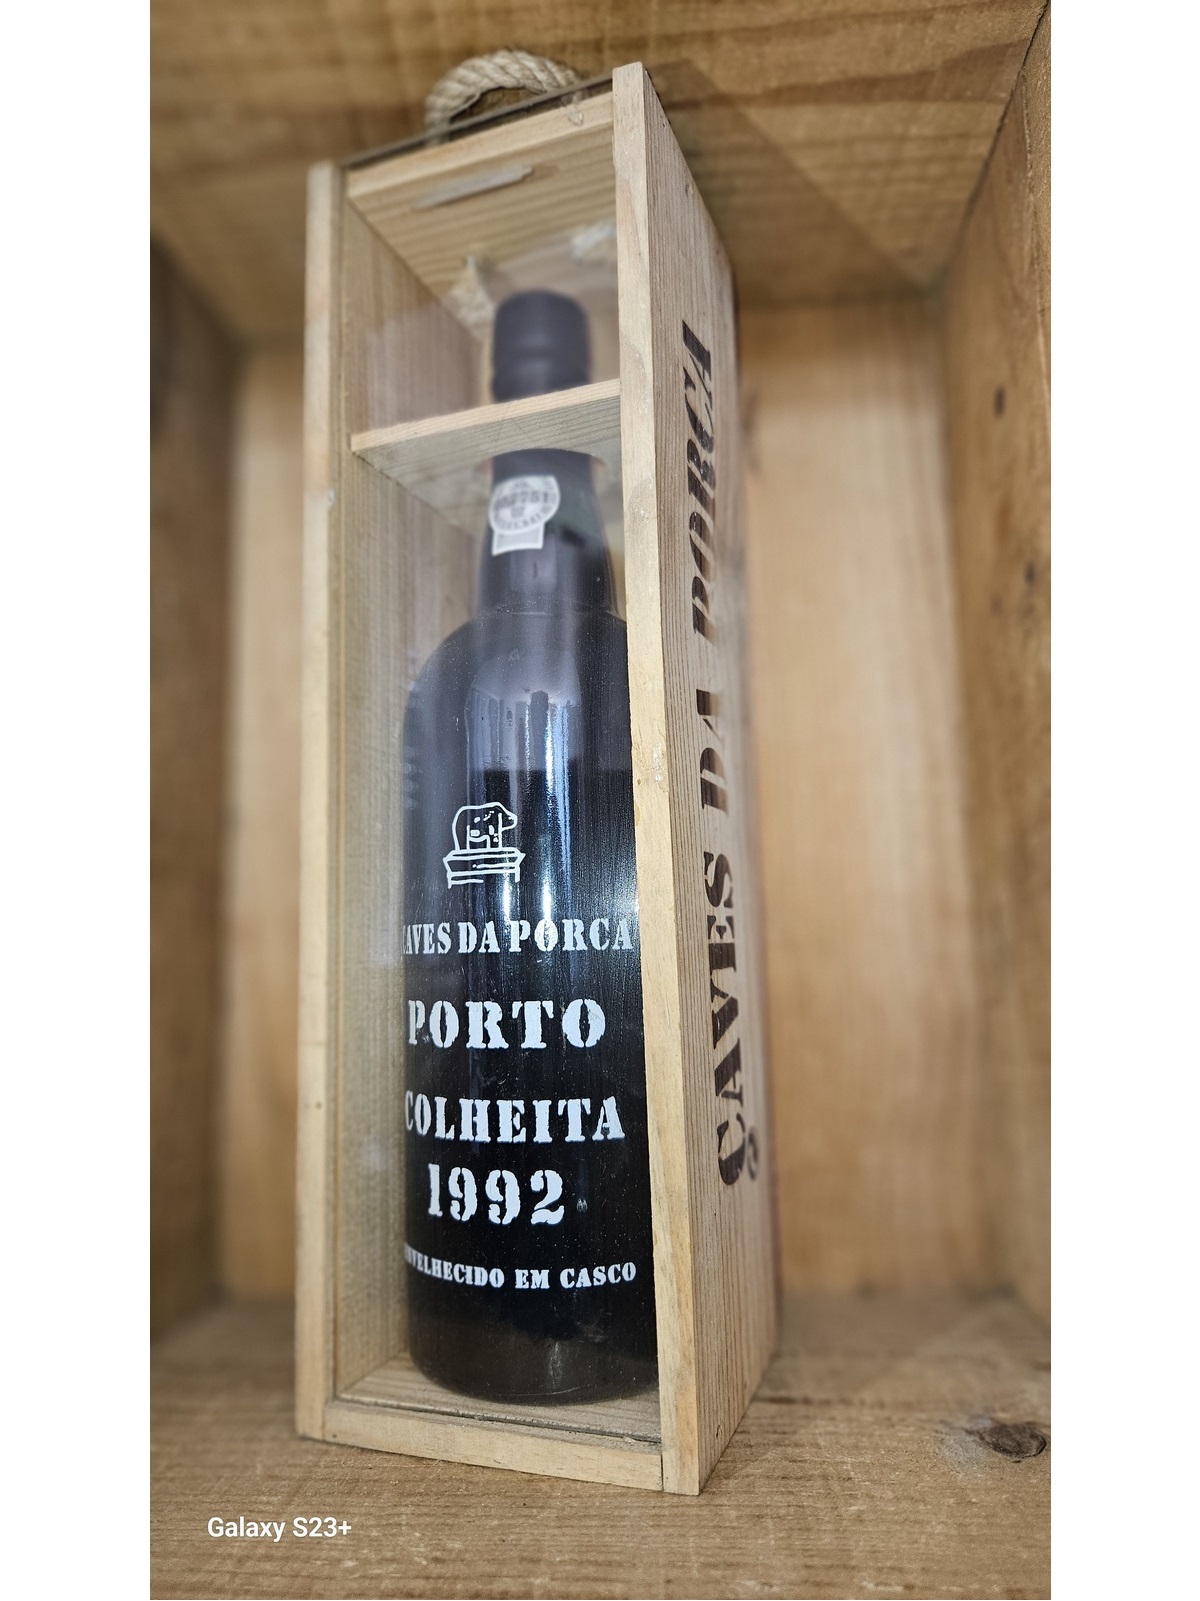 CAVES DA PORCA
PORTO
COLHEITA
1992
ENVELHECIDO EM CASCO
CAVES DA PORCA
Galaxy S23+